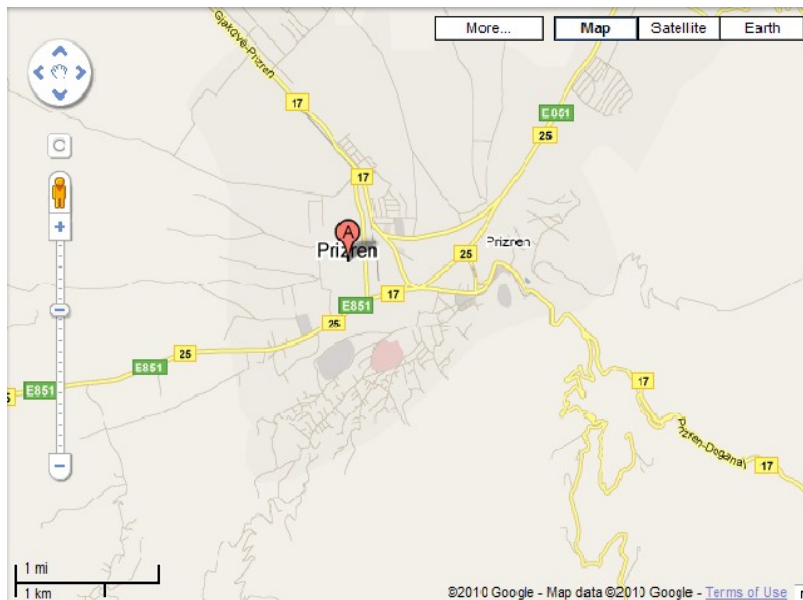 More...
Map
Satellite
Earth
Gjakovë-Prizren
17
25
17
A
Prizren
Prizren
25
17
E851
25
25
E851
E851
17
Prizren-Doganaj
17
1 mi
1 km
©2010 Google - Map data ©2010 Google - Terms of Use